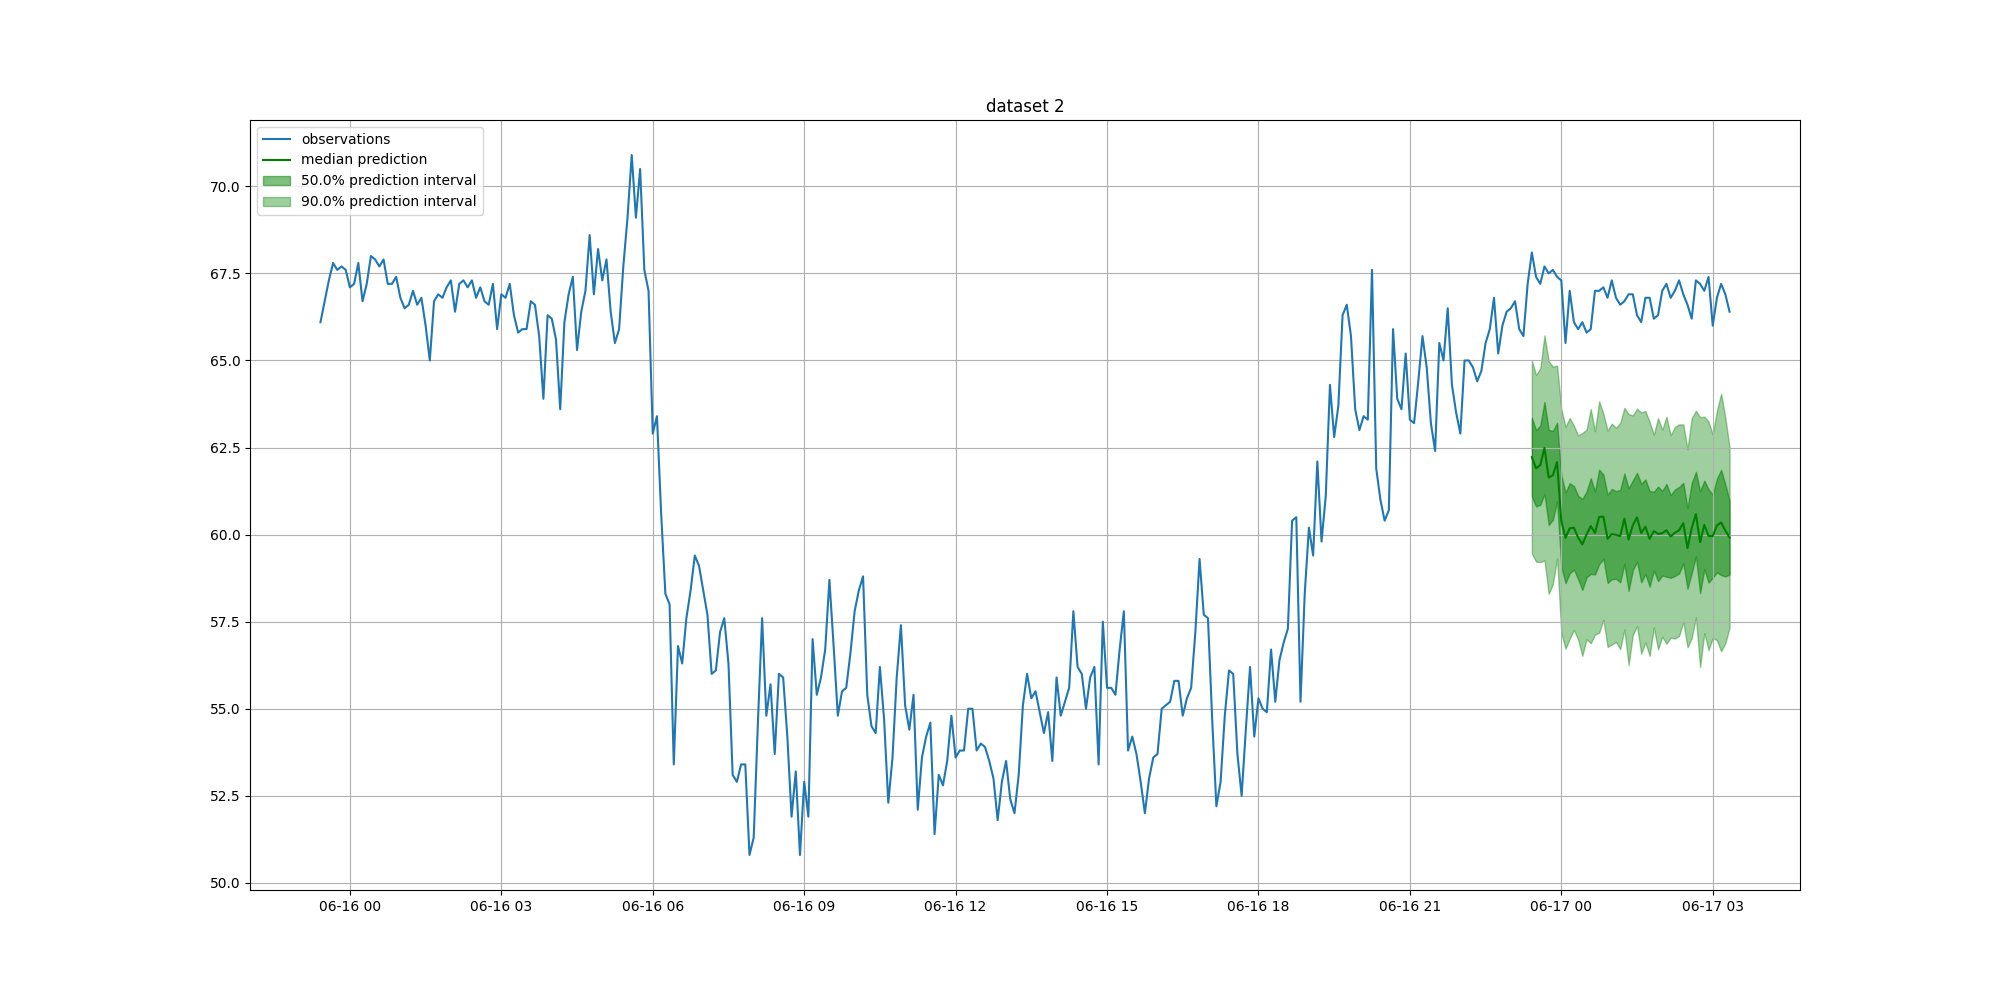 dataset 2
observations
median prediction
50.0% prediction interval
90.0% prediction interval
70.0
67.5
65.0
62.5
60.0
57.5
55.0
52.5
50.0
06-16 00 06-16 03 06-16 06 06-16 09 06-16 12 06-16 15 06-16 18 06-16 21 06-17 00 06-17 03